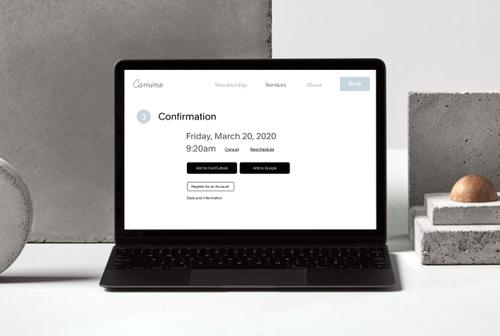 Camino
Membership Services About Book
3 Confirmation
Friday, March 20, 2020
9:20am Cancel Reschedule
Add to iCal/Outlook Add to Google
Register for an Account
Save your information